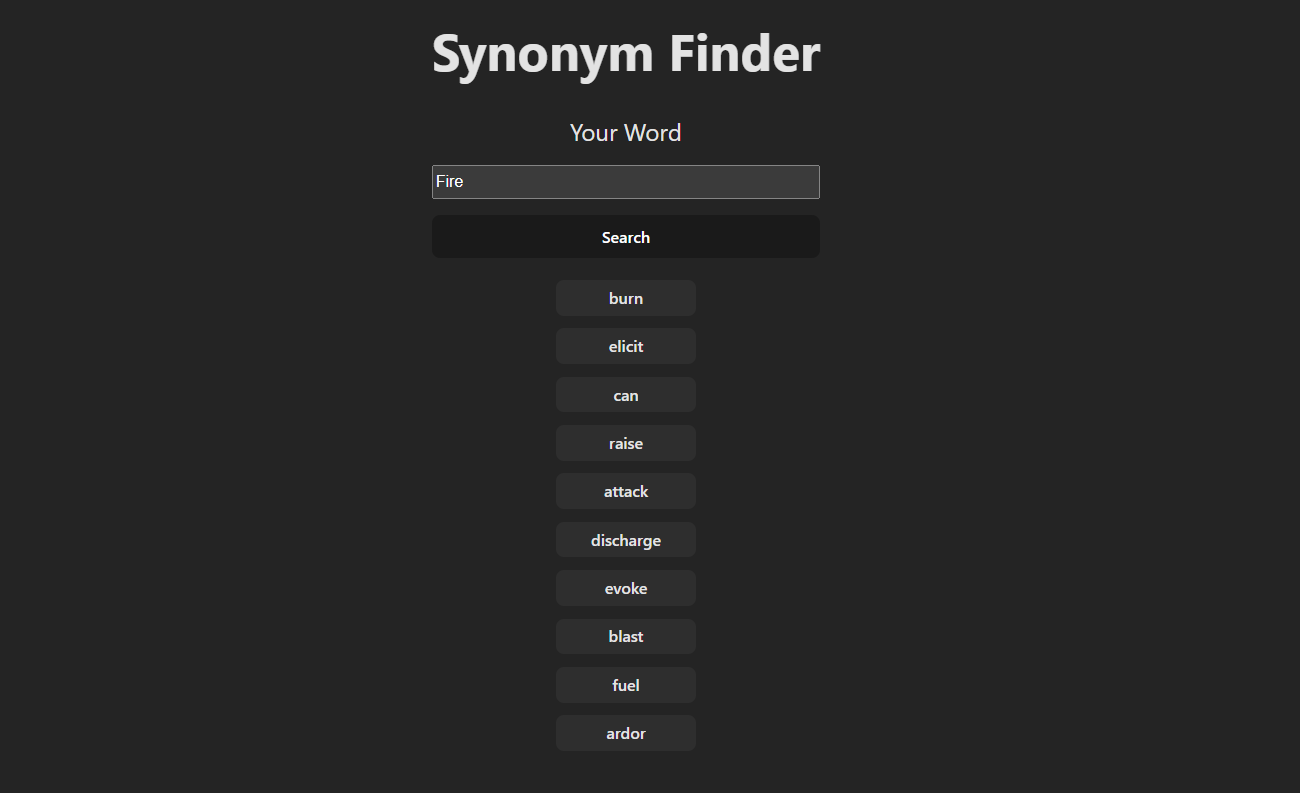 Synonym Finder
Your Word
Fire
Search
burn
elicit
can
raise
attack
discharge
evoke
blast
fuel
ardor